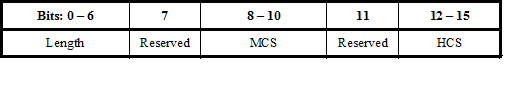 Bits: 0 – 6 7 8 – 10 11 12 – 15
Length Reserved MCS Reserved HCS